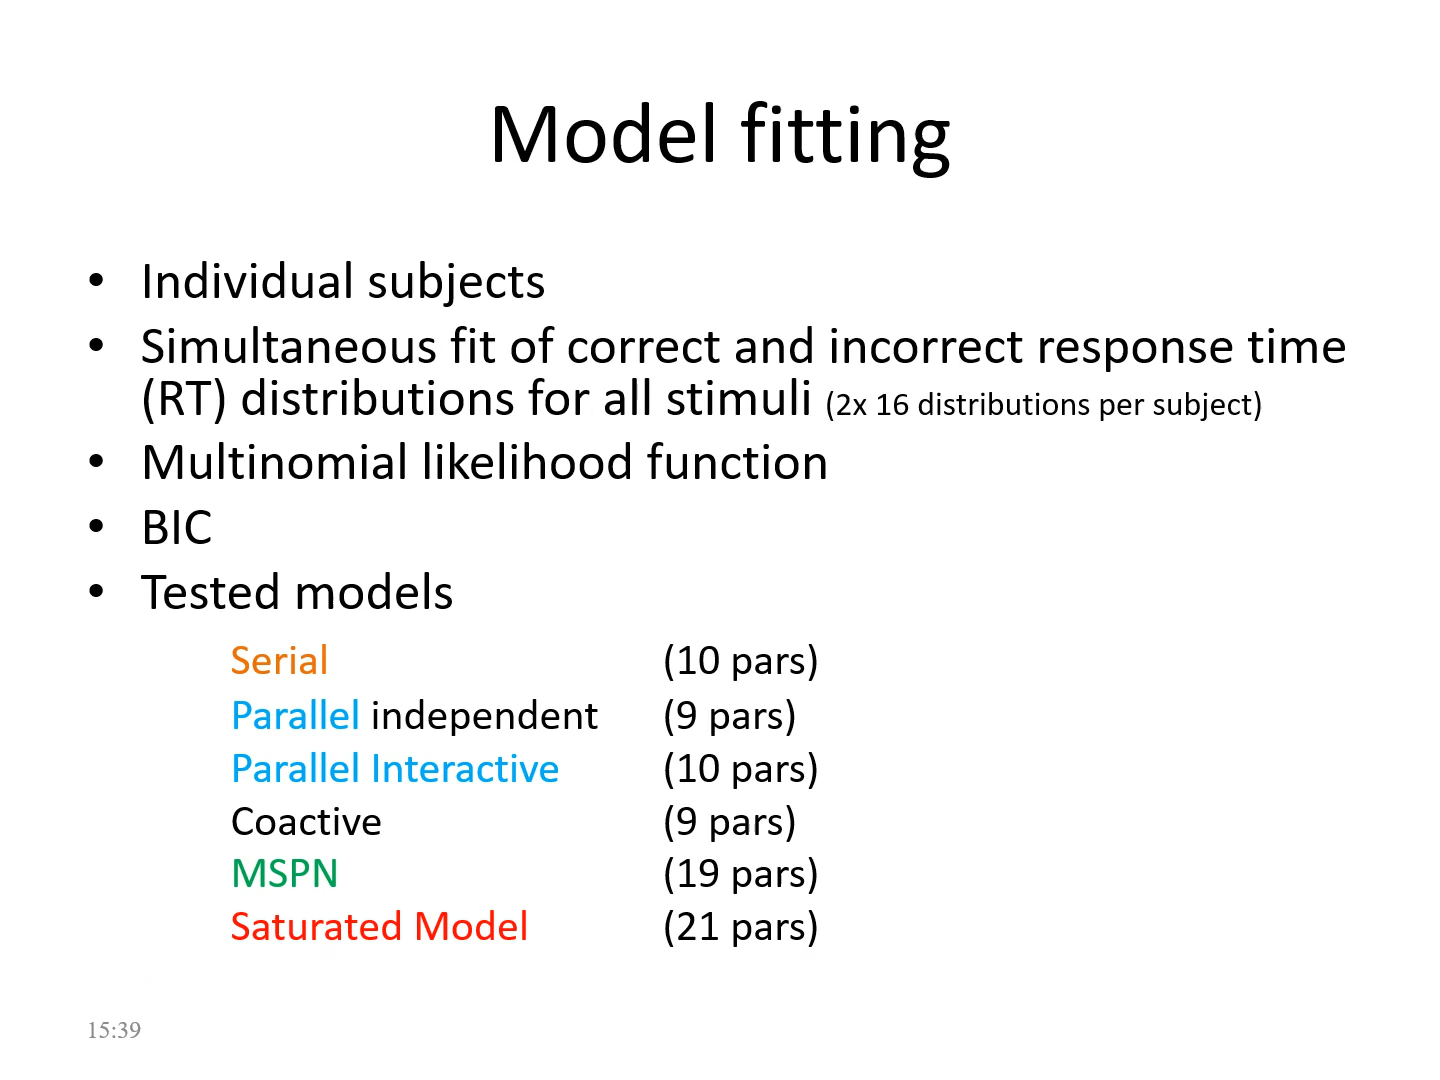 Model fitting
• Individual subjects
• Simultaneous fit of correct and incorrect response time
(RT) distributions for all stimuli (2x 16 distributions per subject)
• Multinomial likelihood function
• BIC
• Tested models
Serial (10 pars)
Parallel independent (9 pars)
Parallel Interactive (10 pars)
Coactive (9 pars)
MSPN (19 pars)
Saturated Model (21 pars)
15:39